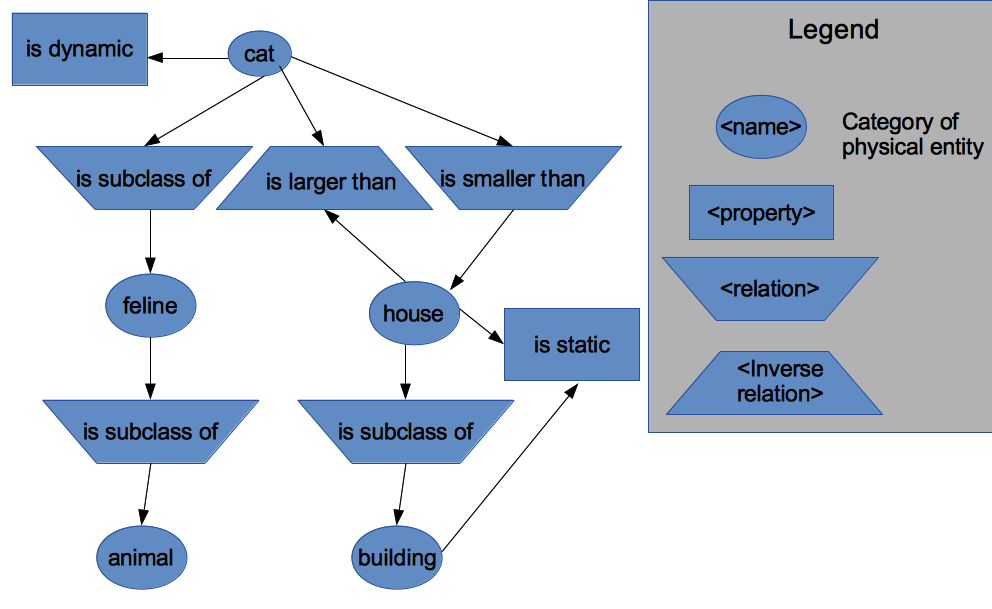 is dynamic
cat
is subclass of
is larger than
is smaller than
feline
house
is static
is subclass of
is subclass of
animal
building
Legend
<name>
Category of
physical entity
<property>
<relation>
<Inverse
relation>